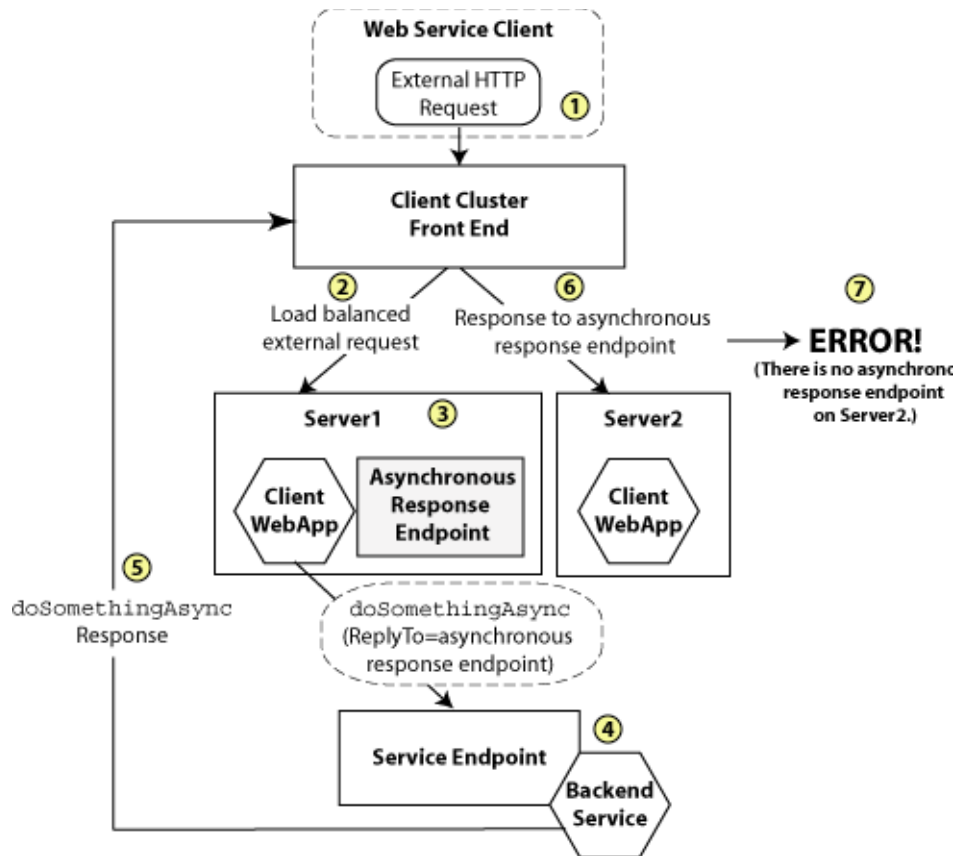 Web Service Client
External HTTP
Request
1
Client Cluster
Front End
2
Load balanced
external request
6
Response to asynchronous
response endpoint
7
ERROR!
(There is no asynchrono
response endpoint
on Server2.)
Server1
3
Client
WebApp
Asynchronous
Response
Endpoint
Server2
Client
WebApp
5
doSomethingAsync
Response
doSomethingAsync
(ReplyTo=asynchronous
response endpoint)
4
Service Endpoint
Backend
Service